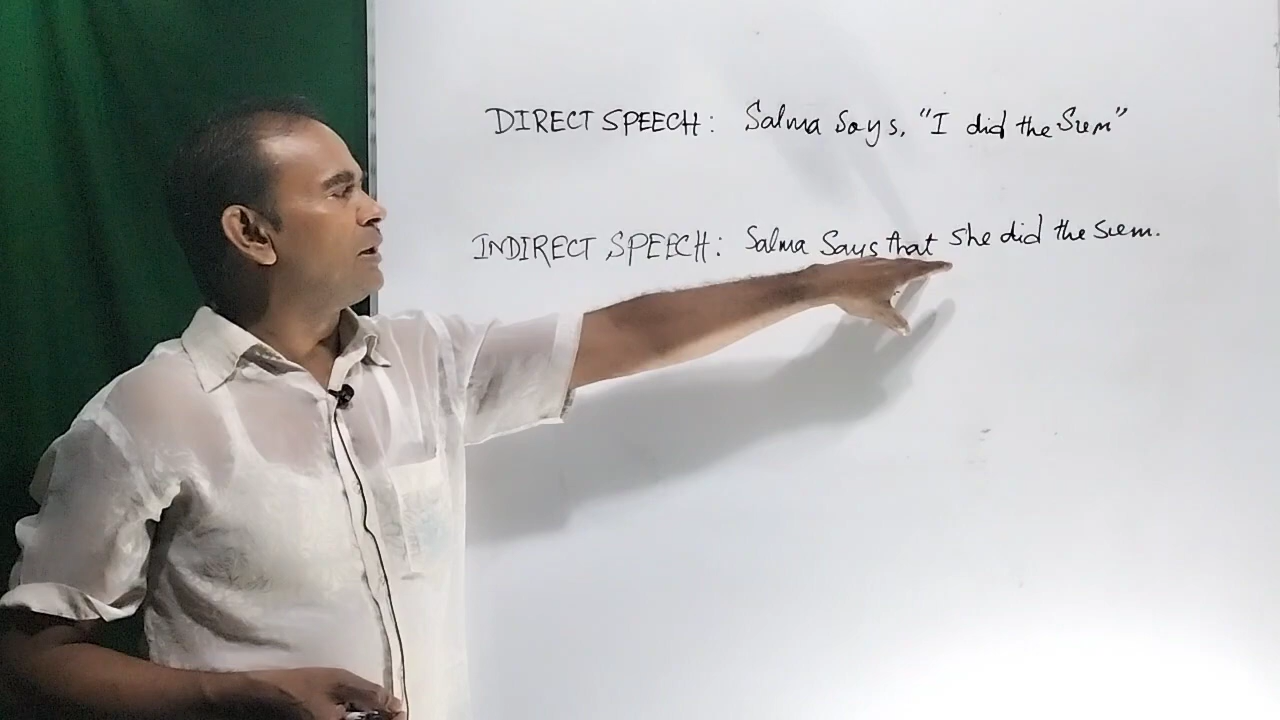 DIRECT SPEECH: Salma Says, "I did the Sum"
INDIRECT SPEECH: Salma Says that she did the sum.